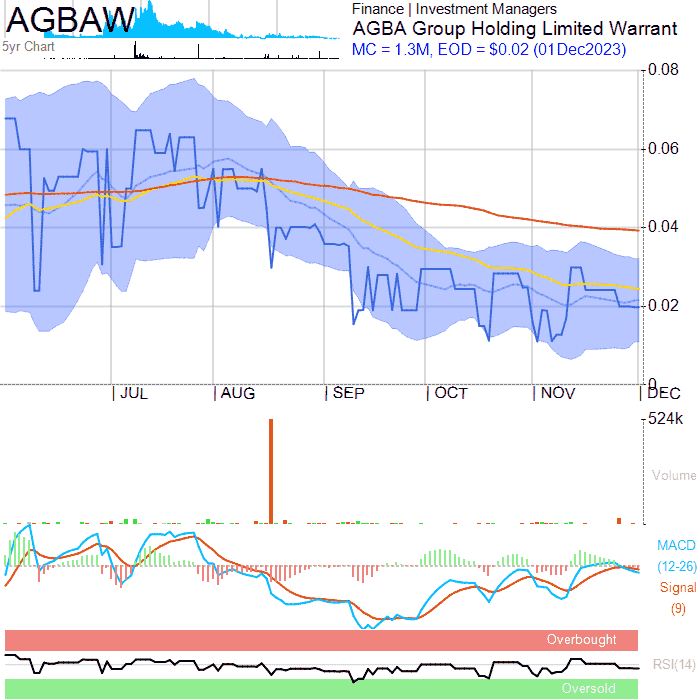 AGBAW
5yr Chart
Finance | Investment Managers
AGBA Group Holding Limited Warrant
MC = 1.3M, EOD = $0.02 (01Dec2023)
0.08
0.06
0.04
0.02
0
JUL AUG SEP OCT NOV DEC
524k
Volume
MACD
(12-26)
Signal
(9)
Overbought
RSI(14)
Oversold